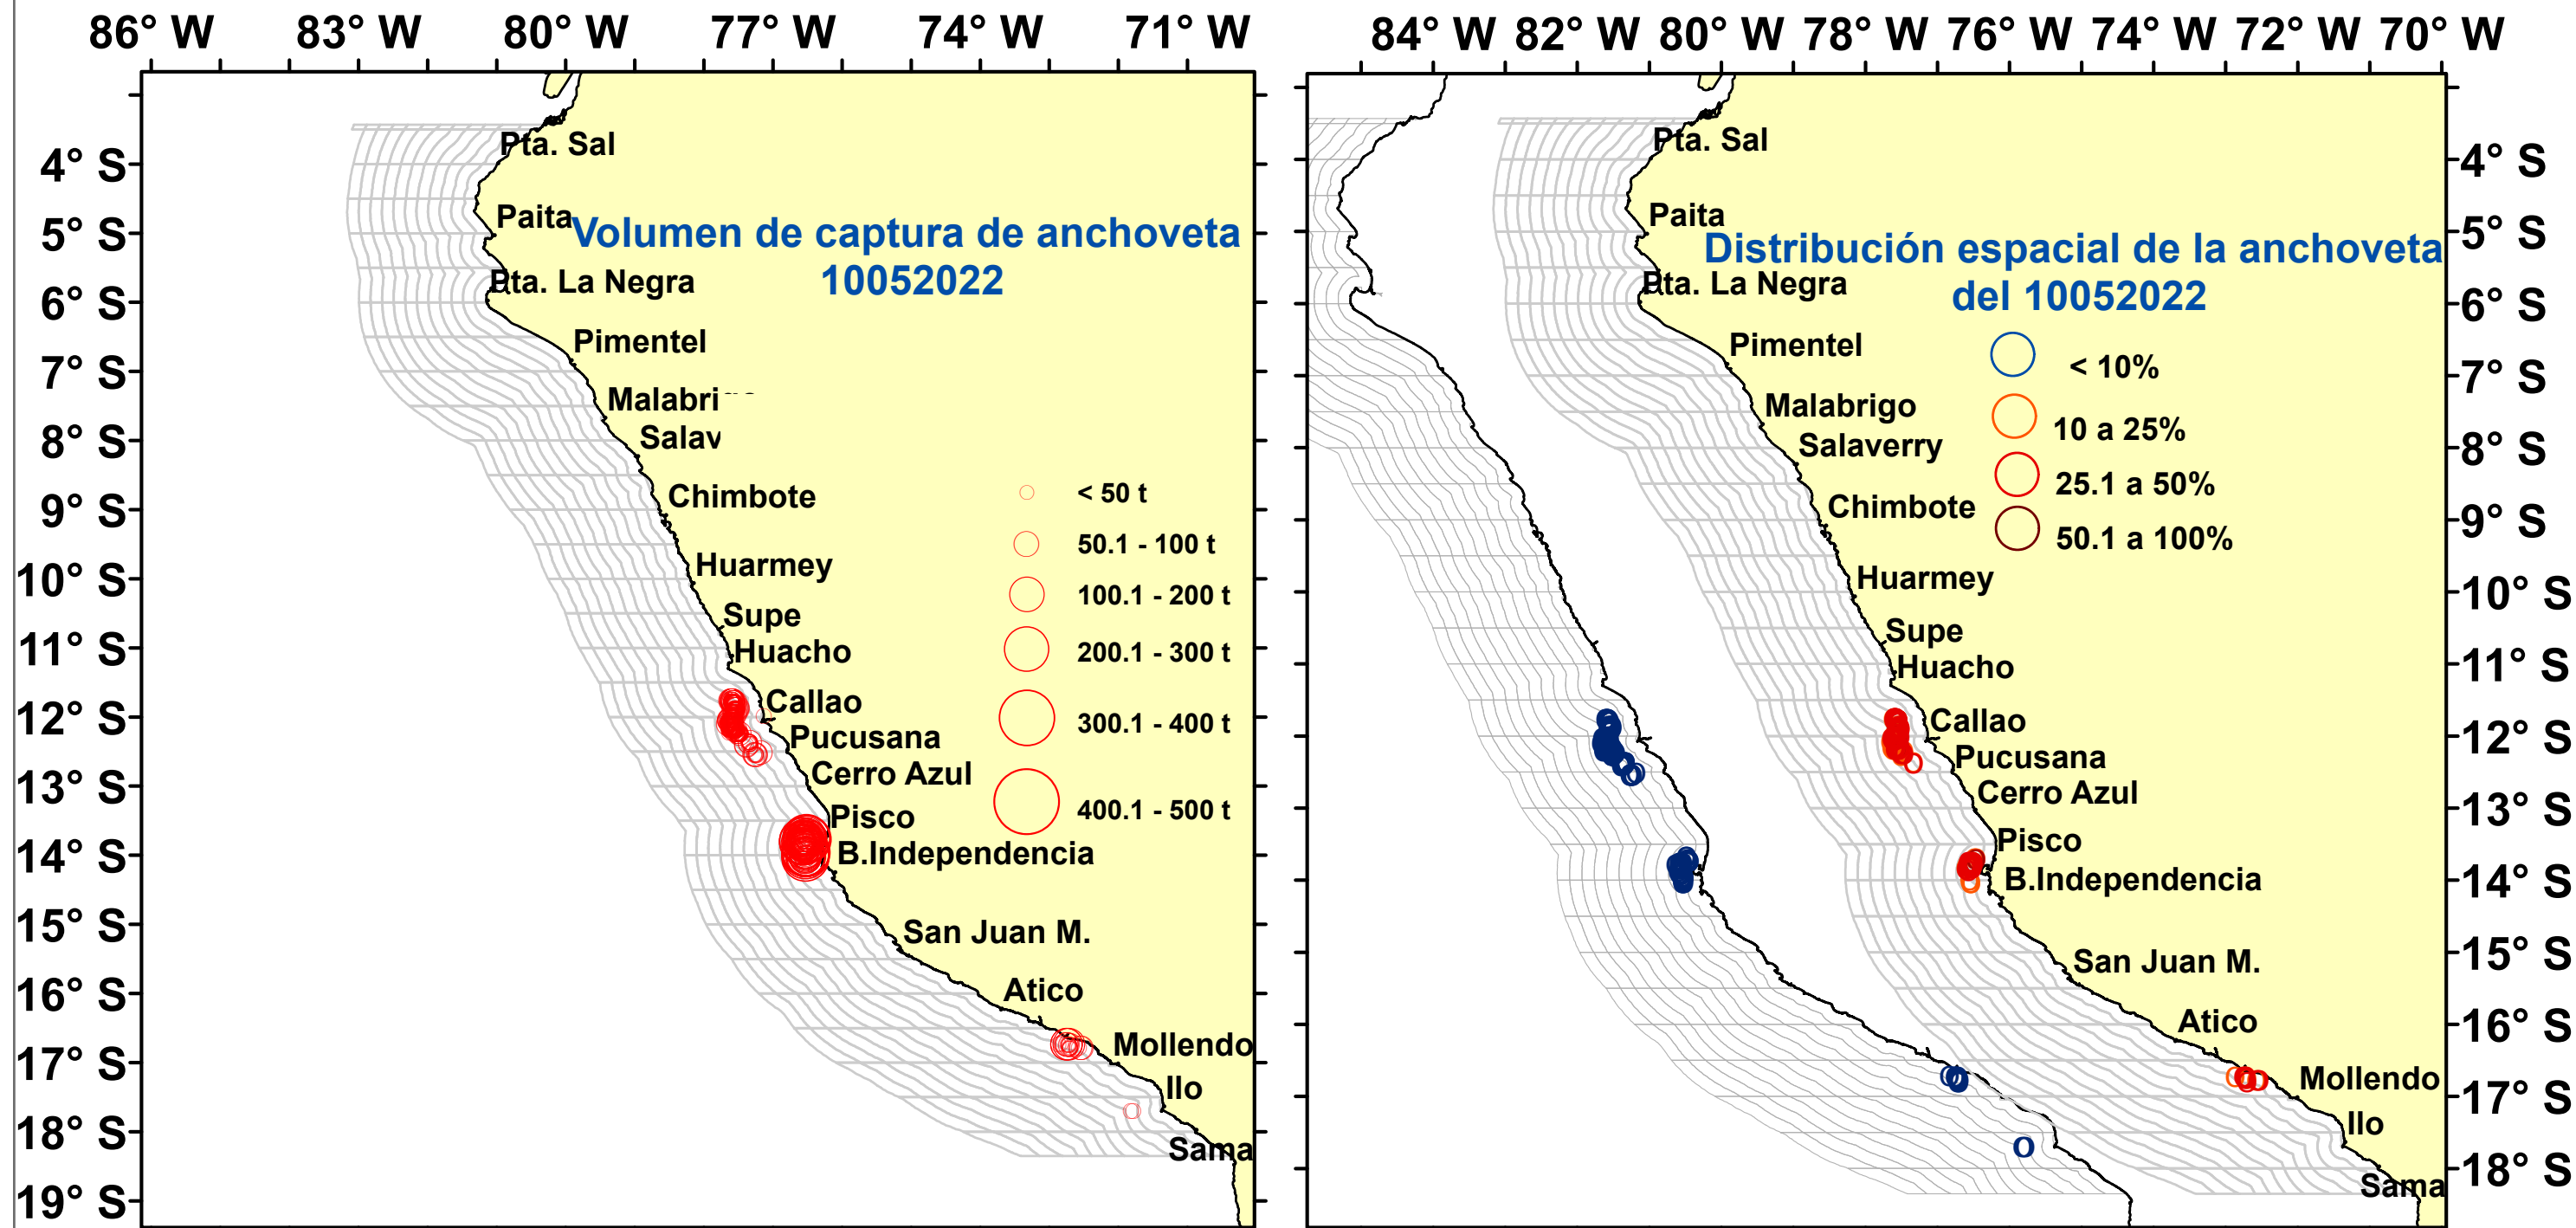 86° W 83° W 80° W 77° W 74° W 71° W
4° S
5° S
6° S
7° S
8° S
9° S
10° S
11° S
12° S
13° S
14° S
15° S
16° S
17° S
18° S
19° S
Pta. Sal
Paita
Volumen de captura de anchoveta
10052022
Pta. La Negra
Pimentel
Malabri
Salav
Chimbote
Huarmey
Supe
Huacho
Callao
Pucusana
Cerro Azul
Pisco
B.Independencia
San Juan M.
Atico
Mollendo
Ilo
Sama
< 50 t
50.1 - 100 t
100.1 - 200 t
200.1 - 300 t
300.1 - 400 t
400.1 - 500 t
84° W 82° W 80° W 78° W 76° W 74° W 72° W 70° W
Pta. Sal
Paita
Distribución espacial de la anchoveta
del 10052022
Pta. La Negra
Pimentel
Malabrigo
Salaverry
Chimbote
Huarmey
Supe
Huacho
Callao
Pucusana
Cerro Azul
Pisco
B.Independencia
San Juan M.
Atico
Mollendo
Ilo
Sama
< 10%
10 a 25%
25.1 a 50%
50.1 a 100%
4° S
5° S
6° S
7° S
8° S
9° S
10° S
11° S
12° S
13° S
14° S
15° S
16° S
17° S
18° S